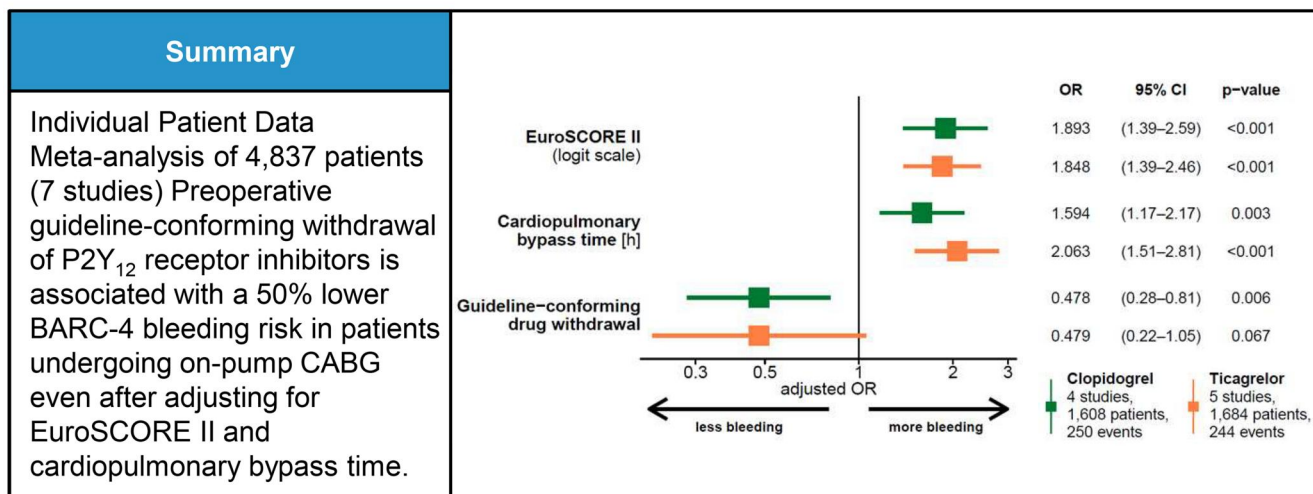 Summary
Individual Patient Data
Meta-analysis of 4,837 patients
(7 studies) Preoperative
guideline-conforming withdrawal
of P2Y₁₂ receptor inhibitors is
associated with a 50% lower
BARC-4 bleeding risk in patients
undergoing on-pump CABG
even after adjusting for
EuroSCORE II and
cardiopulmonary bypass time.
OR 95% CI p−value
EuroSCORE II
(logit scale)
1.893 (1.39–2.59) <0.001
1.848 (1.39–2.46) <0.001
Cardiopulmonary
bypass time [h]
1.594 (1.17–2.17) 0.003
2.063 (1.51–2.81) <0.001
Guideline−conforming
drug withdrawal
0.478 (0.28–0.81) 0.006
0.479 (0.22–1.05) 0.067
0.3 0.5 1 2 3
adjusted OR
less bleeding more bleeding
Clopidogrel
4 studies,
1,608 patients,
250 events
Ticagrelor
5 studies,
1,684 patients,
244 events